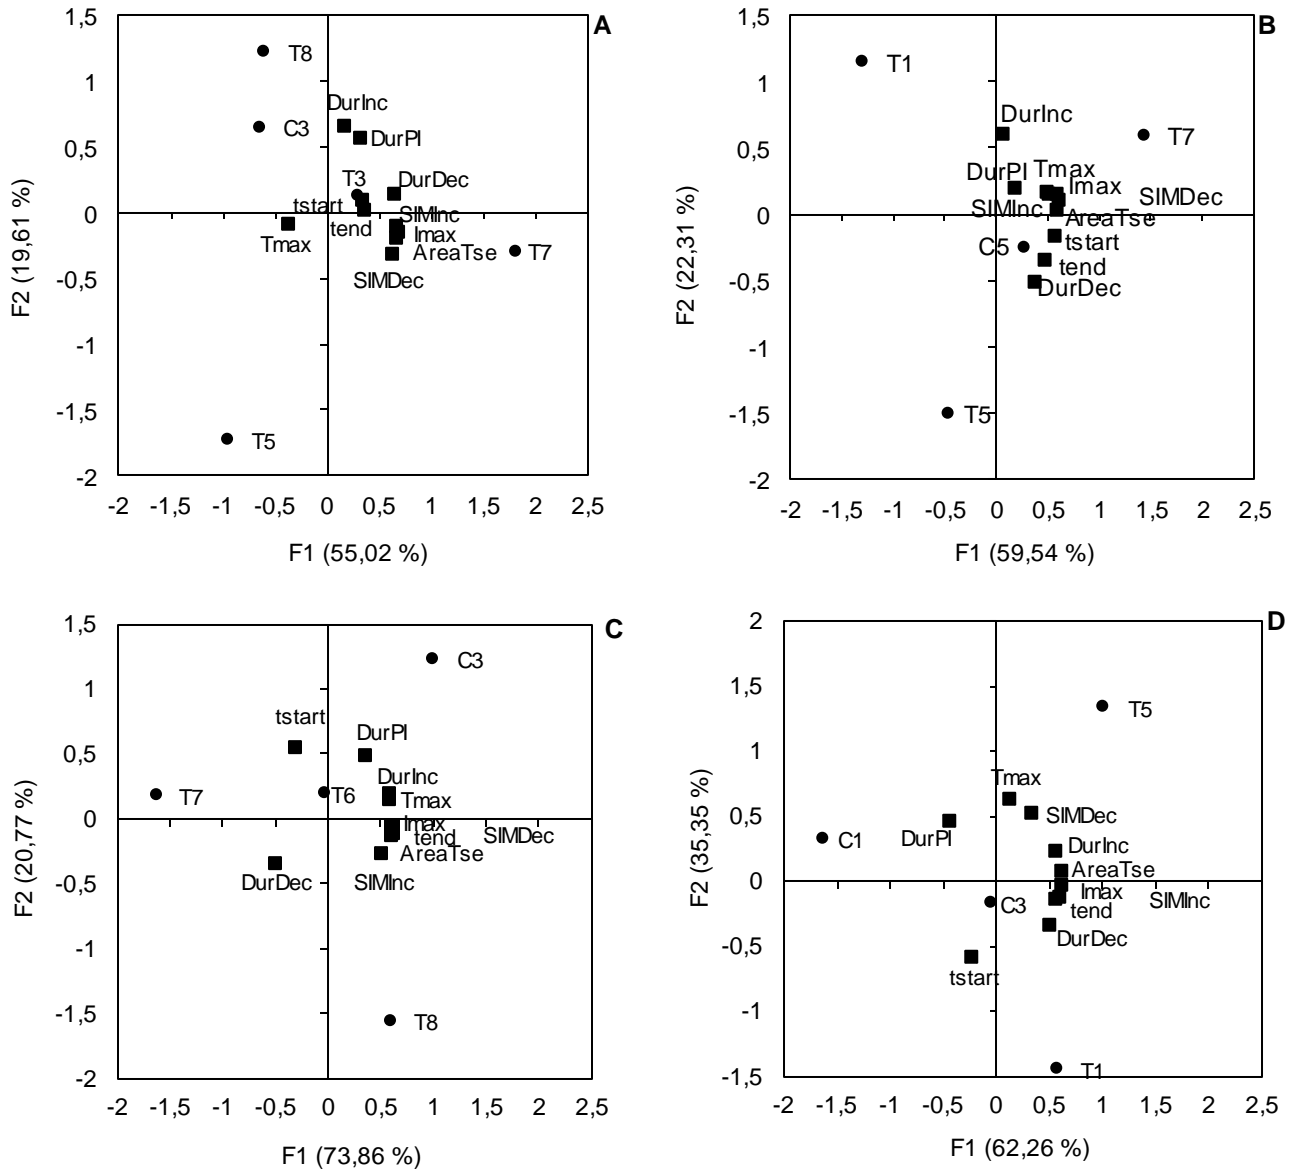 A
1,5
1
0,5
0
-0,5
-1
-1,5
-2
F2 (19,61 %)
T8
DurInc
C3
DurPl
T3
DurDec
tstart
SIMInc
Tmax
tend
Imax
AreaTse
T7
SIMDec
T5
-2 -1,5 -1 -0,5 0 0,5 1 1,5 2 2,5
F1 (55,02 %)
B
1,5
1
0,5
0
-0,5
-1
-1,5
-2
F2 (22,31 %)
T1
DurInc
T7
DurPl
Tmax
Imax
SIMDec
SIMInc
AreaTse
C5
tstart
tend
DurDec
T5
-2 -1,5 -1 -0,5 0 0,5 1 1,5 2 2,5
F1 (59,54 %)
C
1,5
1
0,5
0
-0,5
-1
-1,5
-2
F2 (20,77 %)
C3
tstart
DurPl
DurInc
T7
T6
Tmax
Imax
tend
SIMDec
AreaTse
DurDec
SIMInc
T8
-2 -1,5 -1 -0,5 0 0,5 1 1,5 2 2,5
F1 (73,86 %)
D
2
1,5
1
0,5
0
-0,5
-1
-1,5
F2 (35,35 %)
T5
Tmax
SIMDec
C1
DurPl
DurInc
AreaTse
Imax
SIMInc
C3
tend
DurDec
tstart
T1
-2 -1,5 -1 -0,5 0 0,5 1 1,5 2 2,5
F1 (62,26 %)